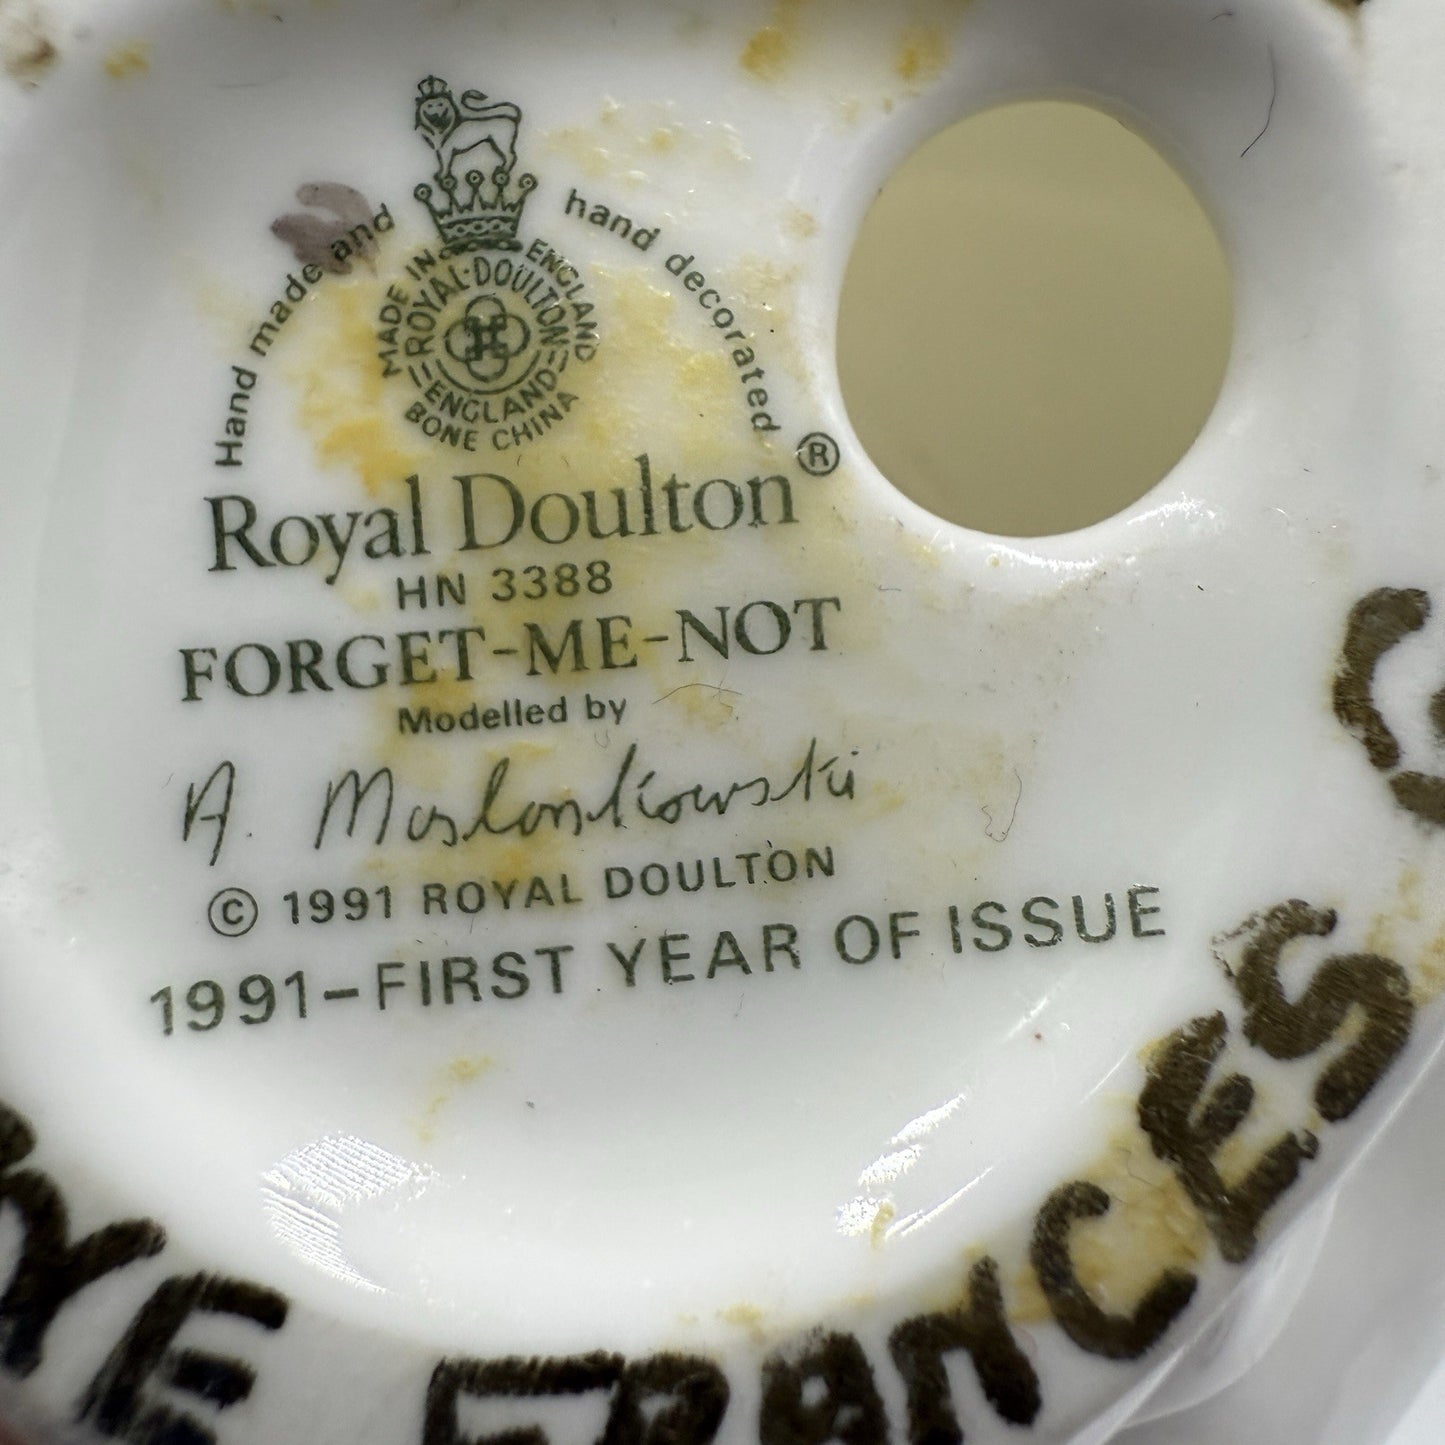 Hand made and hand decorated
MADE IN ENGLAND
ROYAL·DOULTON
ENGLAND
BONE CHINA
Royal Doulton®
HN 3388
FORGET-ME-NOT
Modelled by
A. Maslankowski
© 1991 ROYAL DOULTON
1991-FIRST YEAR OF ISSUE
YE FRANCES